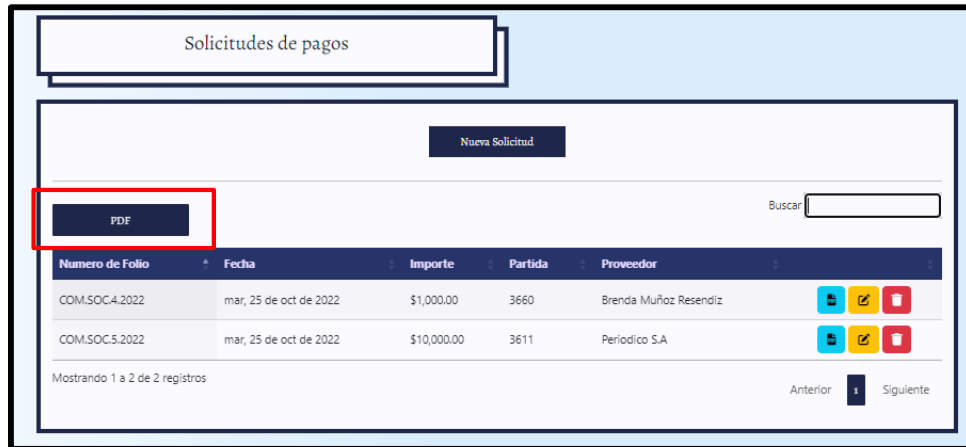 Solicitudes de pagos
Nueva Solicitud
Buscar
PDF
Numero de Folio Fecha Importe Partida Proveedor
COM.SOC.4.2022 mar, 25 de oct de 2022 $1,000.00 3660 Brenda Muñoz Resendiz
COM.SOC.5.2022 mar, 25 de oct de 2022 $10,000.00 3611 Periodico S.A
Mostrando 1 a 2 de 2 registros
Anterior 1 Siguiente